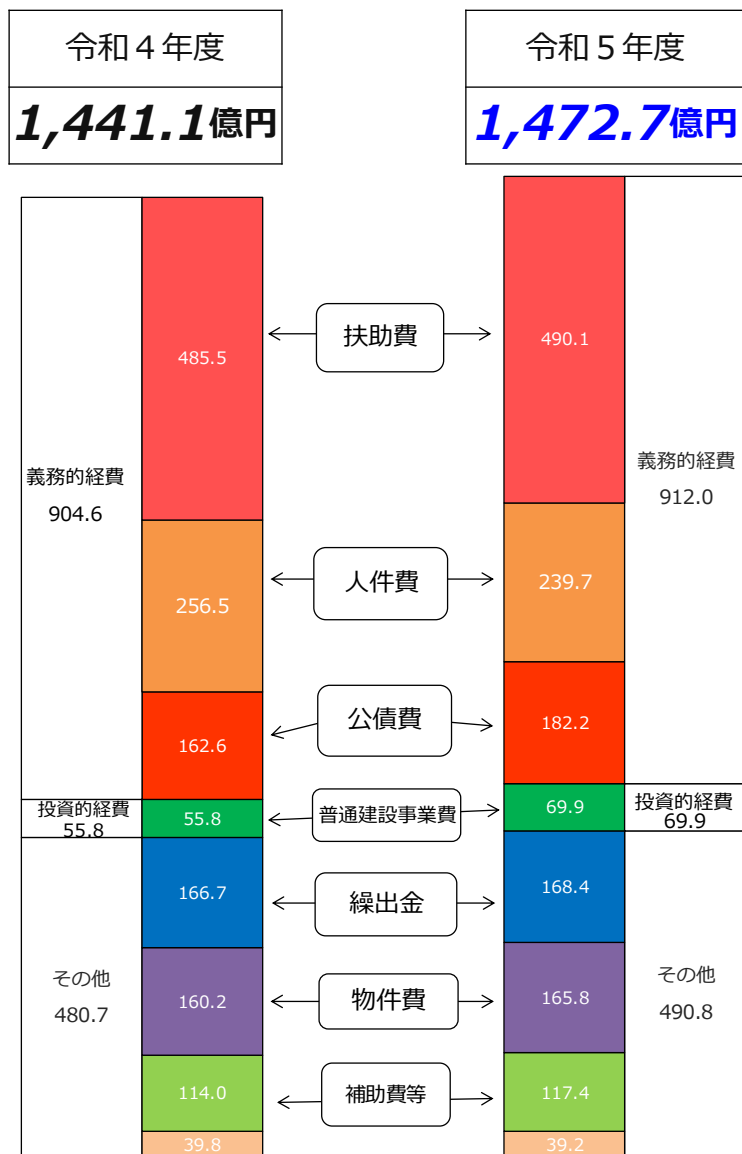 令和４年度
1,441.1億円
令和５年度
1,472.7億円
485.5
扶助費
490.1
義務的経費
904.6
義務的経費
912.0
256.5
人件費
239.7
162.6
公債費
182.2
投資的経費
55.8
55.8
普通建設事業費
69.9
投資的経費
69.9
166.7
繰出金
168.4
その他
480.7
160.2
物件費
165.8
その他
490.8
114.0
補助費等
117.4
39.8
39.2